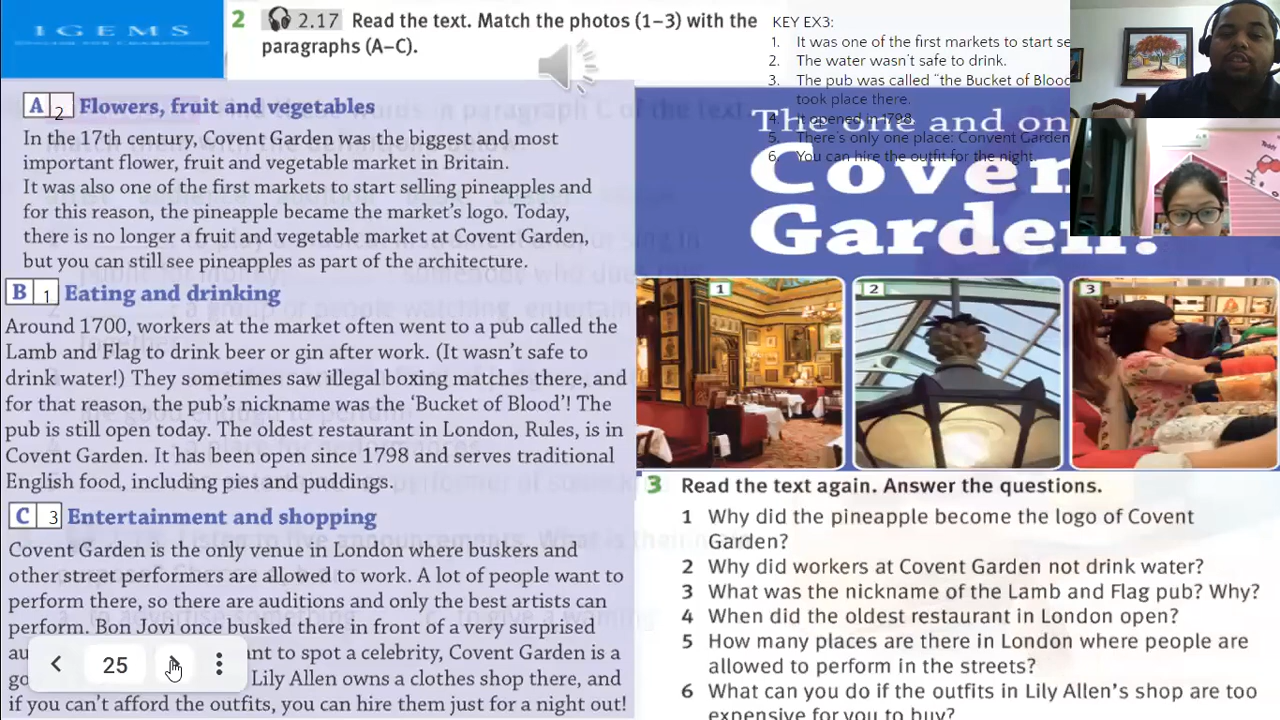 IGEMS
2 2.17 Read the text. Match the photos (1–3) with the
paragraphs (A–C).
KEY EX3:
1. It was one of the first markets to start se
2. The water wasn't safe to drink.
3. The pub was called "the Bucket of Blood
took place there.
4. It opened in 1798.
5. There's only one place: Convent Garden
6. You can hire the outfit for the night.
A 2 Flowers, fruit and vegetables
In the 17th century, Covent Garden was the biggest and most
important flower, fruit and vegetable market in Britain.
It was also one of the first markets to start selling pineapples and
for this reason, the pineapple became the market's logo. Today,
there is no longer a fruit and vegetable market at Covent Garden,
but you can still see pineapples as part of the architecture.
B 1 Eating and drinking
Around 1700, workers at the market often went to a pub called the
Lamb and Flag to drink beer or gin after work. (It wasn't safe to
drink water!) They sometimes saw illegal boxing matches there, and
for that reason, the pub's nickname was the 'Bucket of Blood'! The
pub is still open today. The oldest restaurant in London, Rules, is in
Covent Garden. It has been open since 1798 and serves traditional
English food, including pies and puddings.
C 3 Entertainment and shopping
Covent Garden is the only venue in London where buskers and
other street performers are allowed to work. A lot of people want to
perform there, so there are auditions and only the best artists can
perform. Bon Jovi once busked there in front of a very surprised
au
nt to spot a celebrity, Covent Garden is a
go Lily Allen owns a clothes shop there, and
if you can't afford the outfits, you can hire them just for a night out!
25
The one and on
Coven
Garden!
1
2
3
3 Read the text again. Answer the questions.
1 Why did the pineapple become the logo of Covent
Garden?
2 Why did workers at Covent Garden not drink water?
3 What was the nickname of the Lamb and Flag pub? Why?
4 When did the oldest restaurant in London open?
5 How many places are there in London where people are
allowed to perform in the streets?
6 What can you do if the outfits in Lily Allen's shop are too
expensive for you to buy?